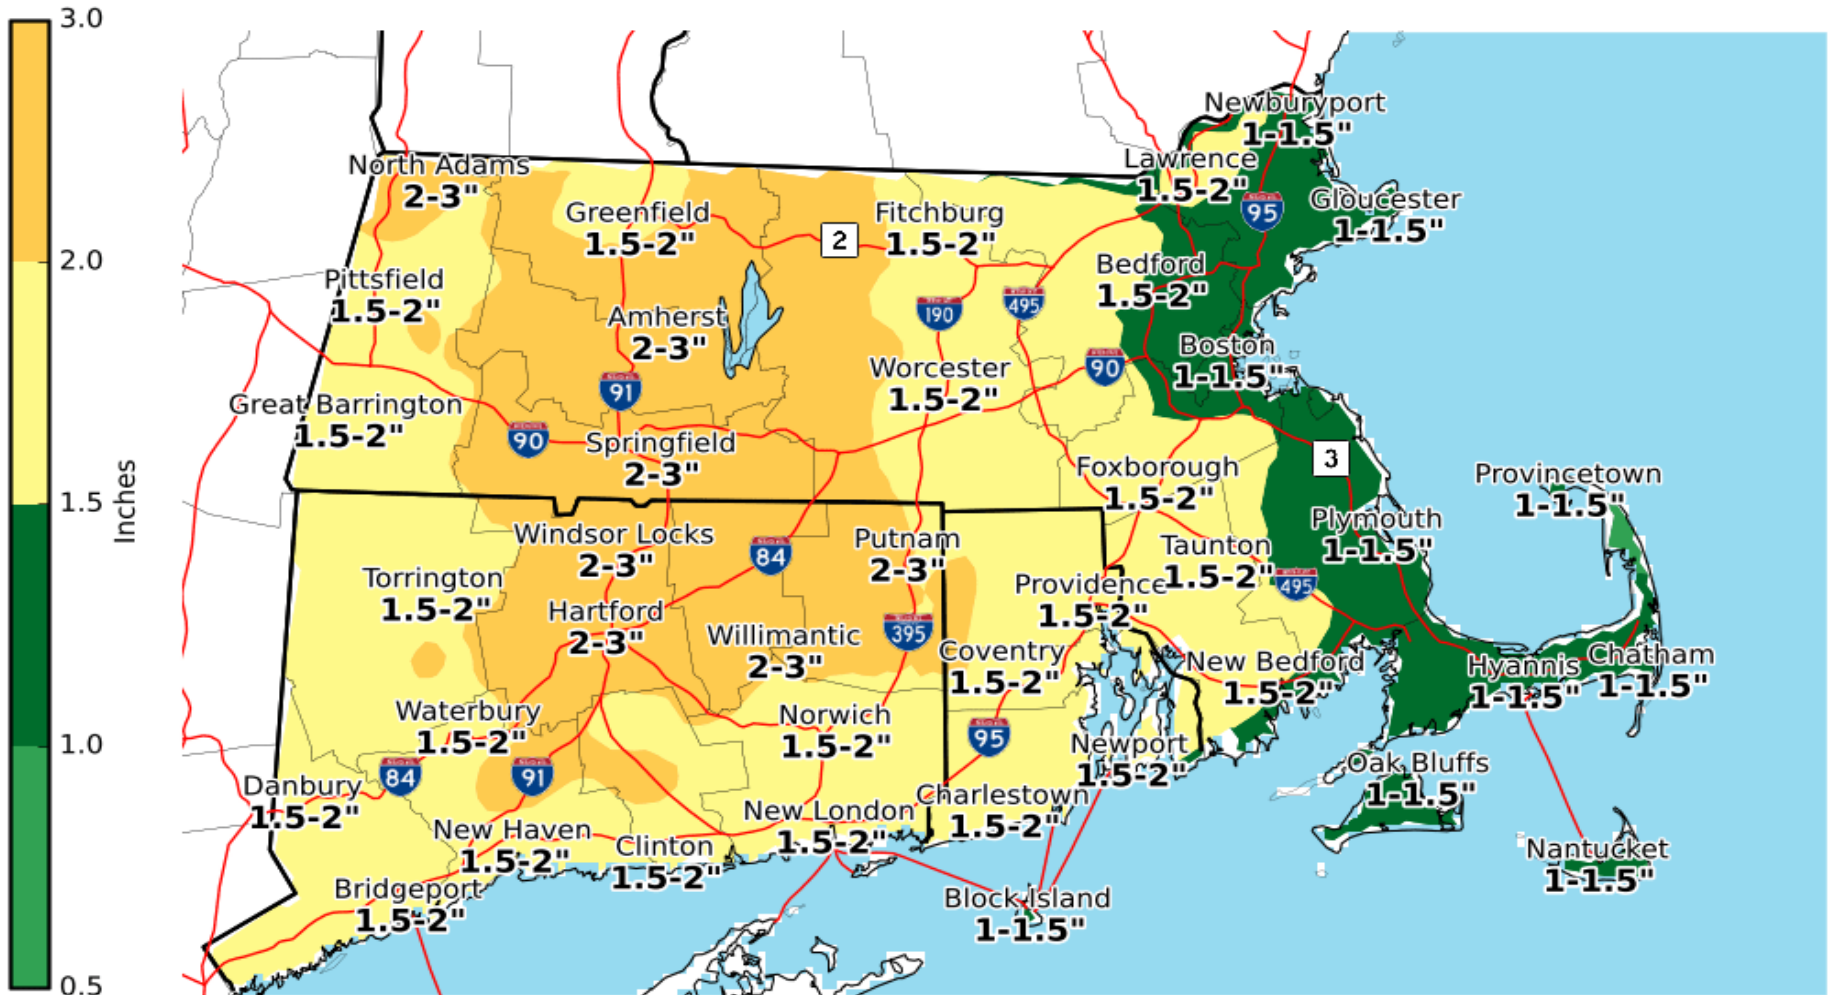 3.0
2.0
1.5
1.0
0.5
Inches
Newburyport
1-1.5"
North Adams
2-3"
Lawrence
1.5-2"
95
Gloucester
1-1.5"
Greenfield
1.5-2"
2
Fitchburg
1.5-2"
Pittsfield
1.5-2"
Bedford
1.5-2"
190
495
Amherst
2-3"
Boston
1-1.5"
Worcester
1.5-2"
90
91
Great Barrington
1.5-2"
90
Springfield
2-3"
3
Foxborough
1.5-2"
Provincetown
1-1.5"
Windsor Locks
2-3"
84
Putnam
2-3"
Plymouth
1-1.5"
Taunton
1.5-2"
495
Torrington
1.5-2"
Providence
1.5-2"
Hartford
2-3"
Willimantic
2-3"
395
Coventry
1.5-2"
New Bedford
1.5-2"
Hyannis
1-1.5"
Chatham
1-1.5"
Waterbury
1.5-2"
Norwich
1.5-2"
95
Newport
1.5-2"
84
91
Danbury
1.5-2"
Oak Bluffs
1-1.5"
New London
1.5-2"
Charlestown
1.5-2"
New Haven
1.5-2"
Clinton
1.5-2"
Nantucket
1-1.5"
Bridgeport
1.5-2"
Block Island
1-1.5"